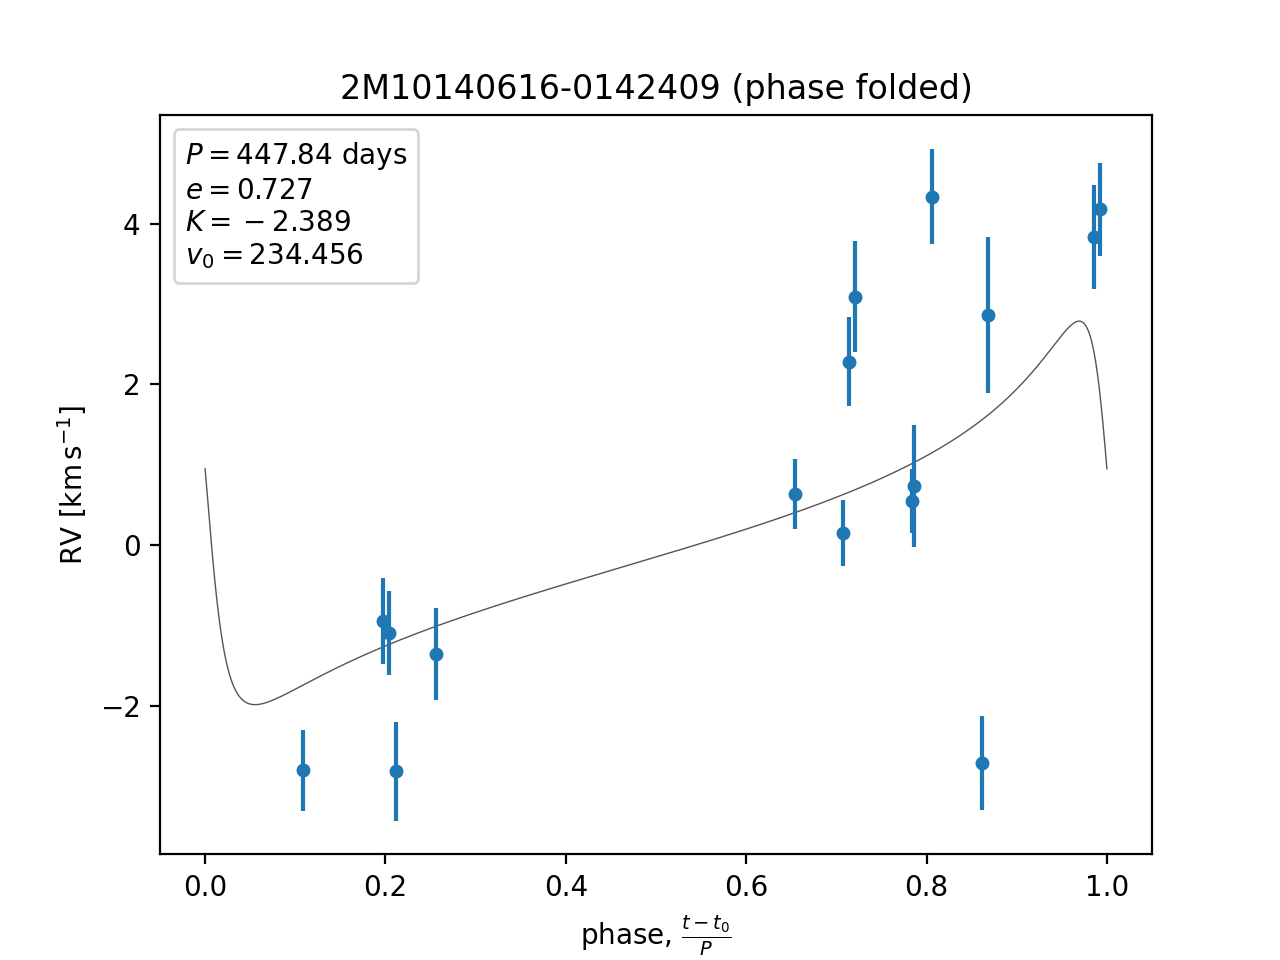 2M10140616-0142409 (phase folded)
P = 447.84 days
e = 0.727
K = −2.389
v₀ = 234.456
RV [km s⁻¹]
4
2
0
−2
0.0 0.2 0.4 0.6 0.8 1.0
phase, (t − t₀)/P